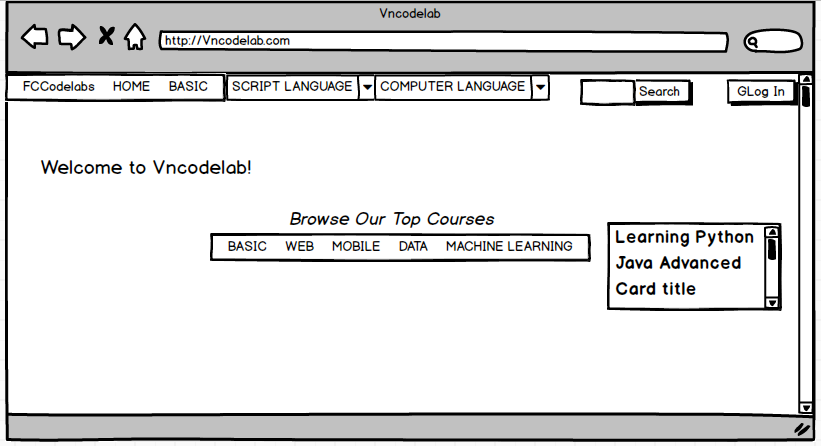 Vncodelab
http://Vncodelab.com
FCCodelabs HOME BASIC SCRIPT LANGUAGE COMPUTER LANGUAGE Search GLog In
Welcome to Vncodelab!
Browse Our Top Courses
BASIC WEB MOBILE DATA MACHINE LEARNING
Learning Python
Java Advanced
Card title